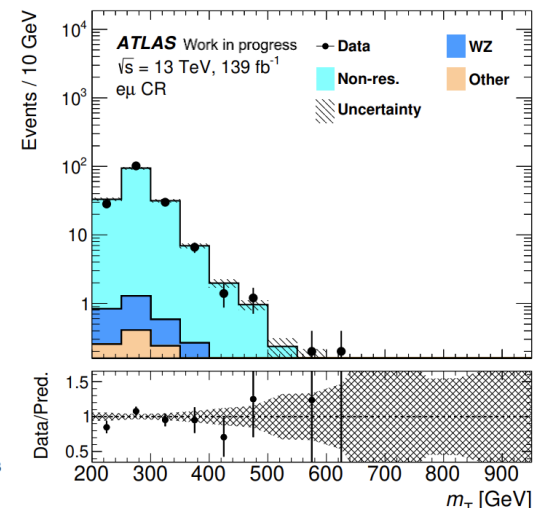 ATLAS Work in progress
√s = 13 TeV, 139 fb⁻¹
eμ CR
Data
Non-res.
Uncertainty
WZ
Other
Events / 10 GeV
10⁴
10³
10²
10
1
Data/Pred.
1.5
1
0.5
200 300 400 500 600 700 800 900
m_T [GeV]
s